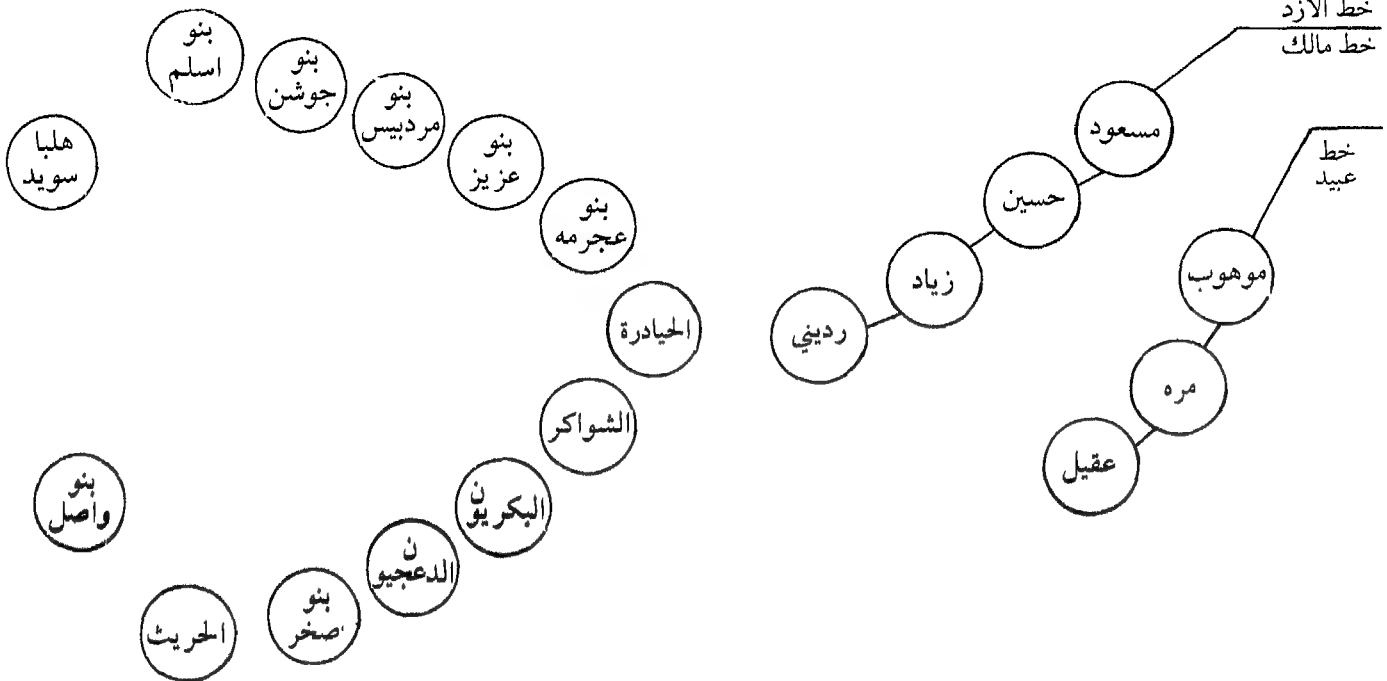 خط الازد
خط مالك
مسعود
حسين
زياد
رديني
خط
عبيد
موهوب
مره
عقيل
بنو
اسلم
بنو
جوشن
بنو
مردبيس
بنو
عزيز
بنو
عجرمه
الحيادرة
الشواكر
البكريون
الدعجيون
بنو
صخر
الحريث
بنو
واصل
هلبا
سويد